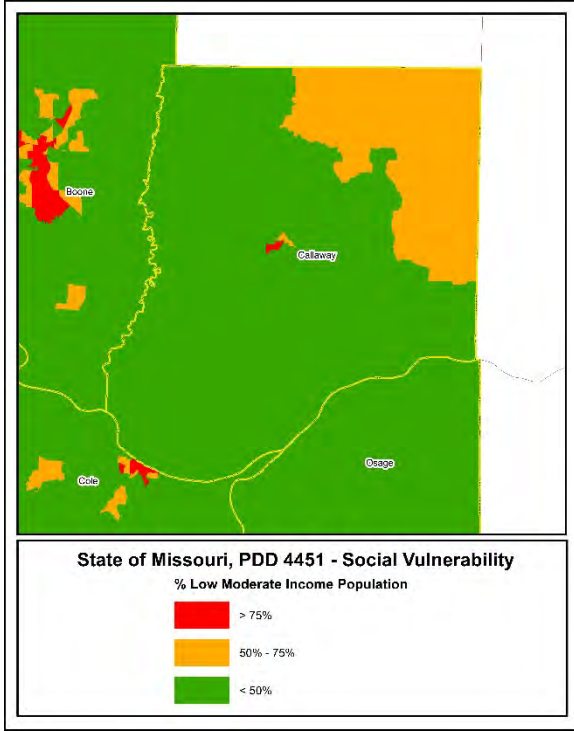 Boone
Callaway
Osage
Cole
State of Missouri, PDD 4451 - Social Vulnerability
% Low Moderate Income Population
> 75%
50% - 75%
< 50%